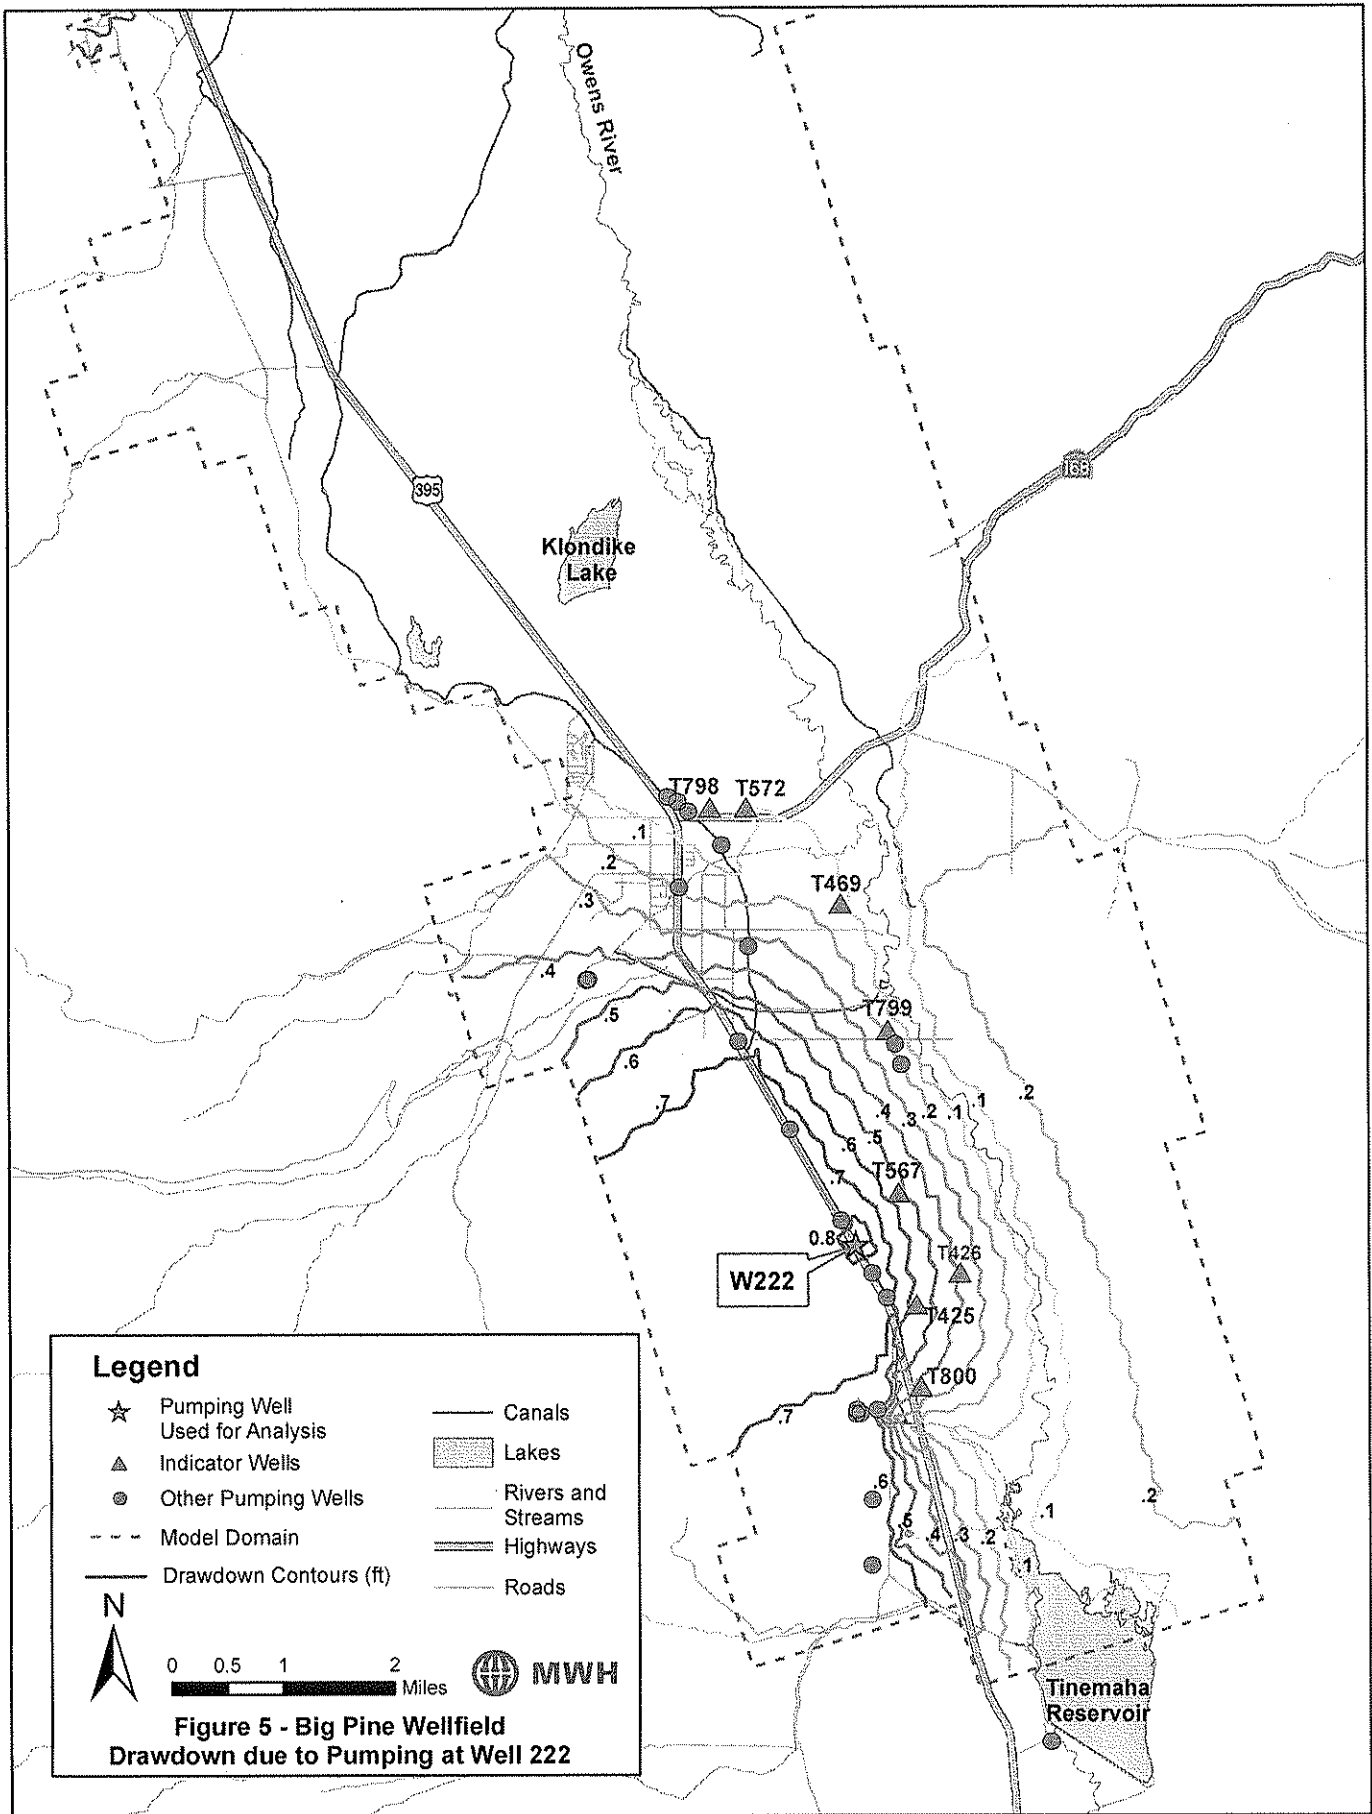 Owens River
168
395
Klondike
Lake
T798
T572
.1
.2
T469
.3
.4
.5
T799
.6
.7
.4
.3
.2
.1
.1
.2
.5
.6
T567
.7
0.8
T426
W222
T425
T800
.7
.6
.5
.4
.3
.2
.1
.1
.2
Tinemaha
Reservoir
Legend
Pumping Well
Used for Analysis
Indicator Wells
Other Pumping Wells
Model Domain
Drawdown Contours (ft)
Canals
Lakes
Rivers and
Streams
Highways
Roads
N
0 0.5 1 2
Miles
MWH
Figure 5 - Big Pine Wellfield
Drawdown due to Pumping at Well 222